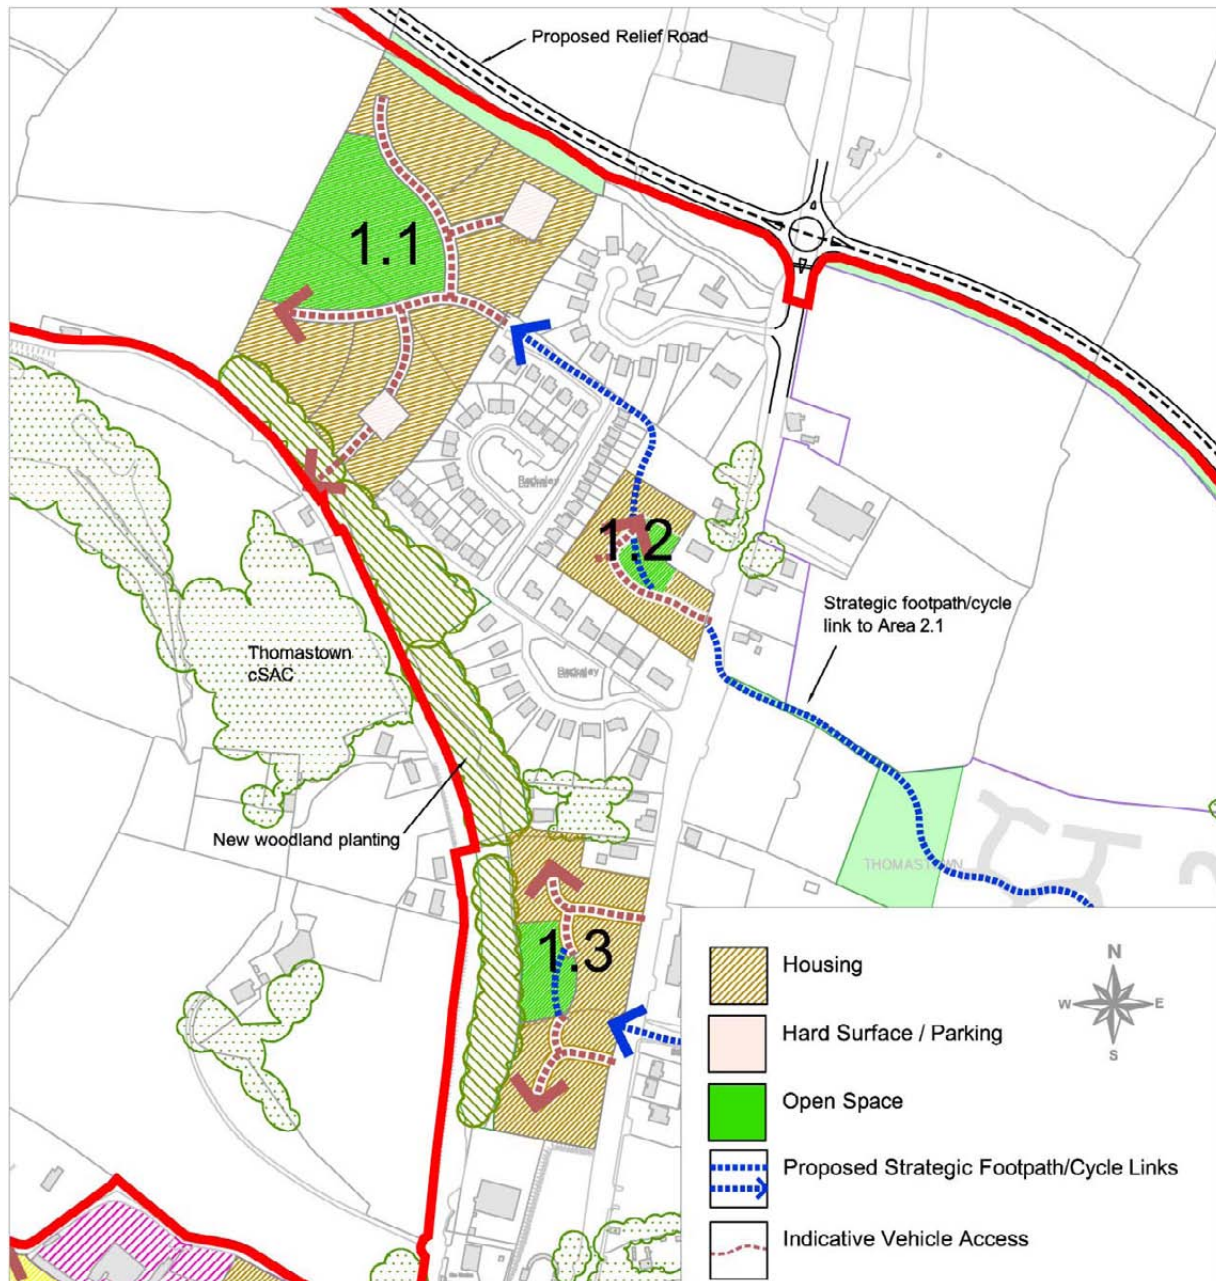 Proposed Relief Road
1.1
1.2
Strategic footpath/cycle
link to Area 2.1
Thomastown
cSAC
New woodland planting
THOMASTOWN
1.3
Housing
Hard Surface / Parking
Open Space
Proposed Strategic Footpath/Cycle Links
Indicative Vehicle Access
N
W
E
S